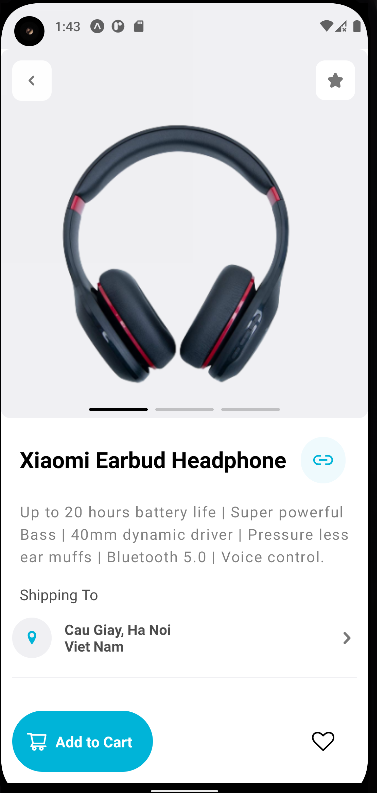 1:43
Xiaomi Earbud Headphone
Up to 20 hours battery life | Super powerful
Bass | 40mm dynamic driver | Pressure less
ear muffs | Bluetooth 5.0 | Voice control.
Shipping To
Cau Giay, Ha Noi
Viet Nam
Add to Cart